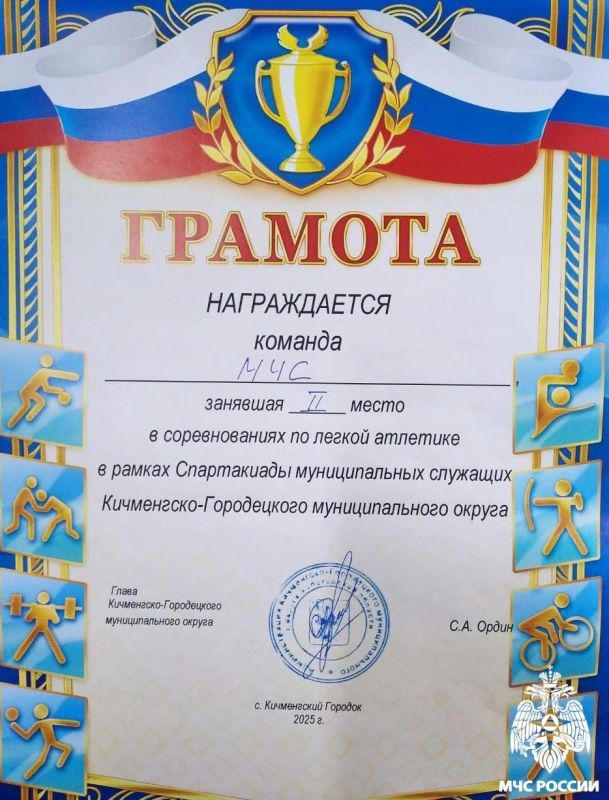 ГРАМОТА
НАГРАЖДАЕТСЯ
команда
МЧС,
занявшая II место
в соревнованиях по легкой атлетике
в рамках Спартакиады муниципальных служащих
Кичменгско-Городецкого муниципального округа
Глава
Кичменгско-Городецкого
муниципального округа
С.А. Ордин
с. Кичменгский Городок
2025 г.
МЧС РОССИИ